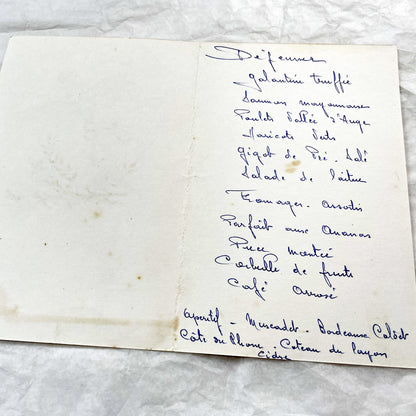 Déjeuner
Galantine truffée
Saumon mayonnaise
Poulets Vallée d'Auge
Haricots Verts
Gigot de Pré-Salé
Salade de laitue
Fromages assortis
Parfait aux Ananas
Pièce montée
Corbeille de fruits
Café arrosé
Apéritif - Muscadet - Bordeaux
Côte du Rhône - Coteau du Layon
Cidre